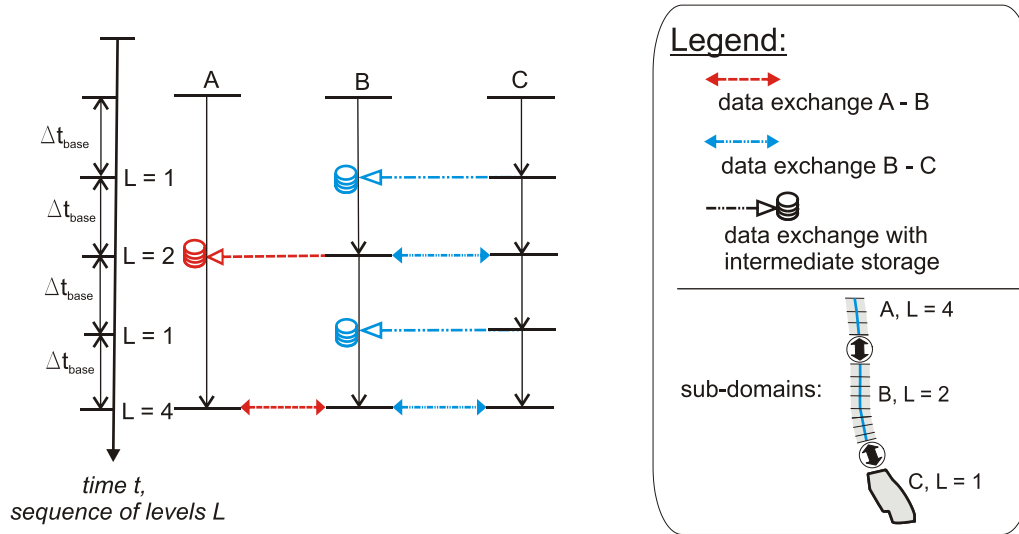 A
B
C
Δt_base
L = 1
Δt_base
L = 2
Δt_base
L = 1
Δt_base
L = 4
time t,
sequence of levels L
Legend:
data exchange A - B
data exchange B - C
data exchange with
intermediate storage
A, L = 4
sub-domains:
B, L = 2
C, L = 1